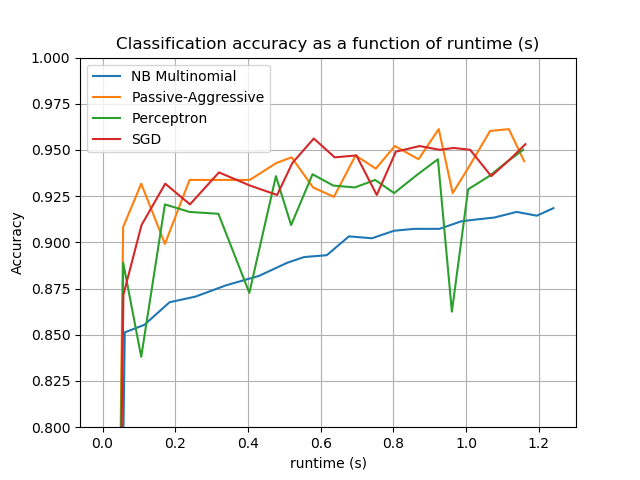 Classification accuracy as a function of runtime (s)
NB Multinomial
Passive-Aggressive
Perceptron
SGD
Accuracy
1.000
0.975
0.950
0.925
0.900
0.875
0.850
0.825
0.800
0.0 0.2 0.4 0.6 0.8 1.0 1.2
runtime (s)